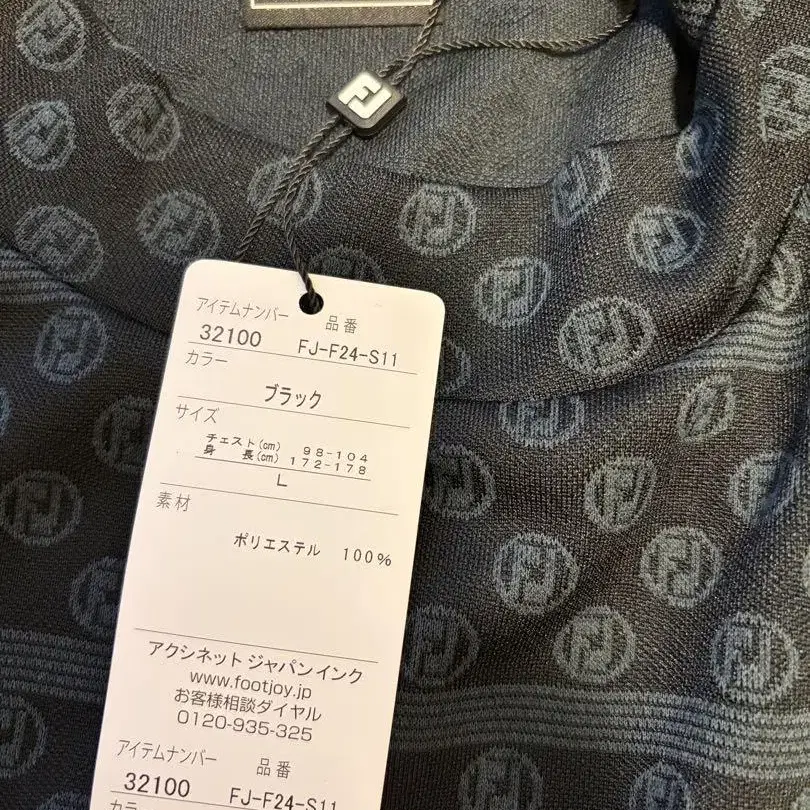 アイテムナンバー 品番
32100 FJ-F24-S11
カラー
ブラック
サイズ
チェスト(cm) 98-104
身 長(cm) 172-178
L
素材
ポリエステル 100%
アクシネット ジャパン インク
www.footjoy.jp
お客様相談ダイヤル
0120-935-325
アイテムナンバー 品番
32100 FJ-F24-S11
カラー